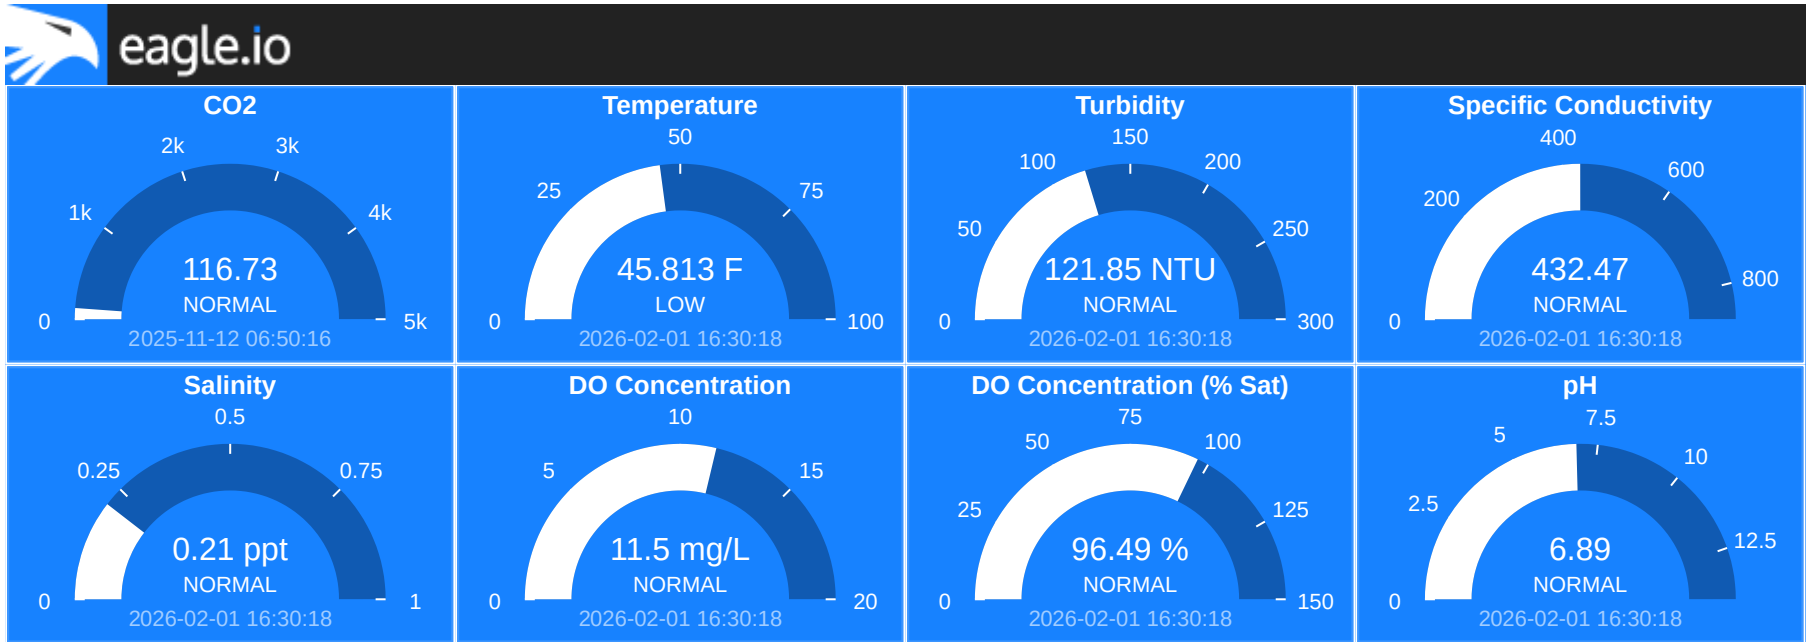 eagle.io
CO2
0
1k
2k
3k
4k
5k
116.73
NORMAL
2025-11-12 06:50:16
Temperature
0
25
50
75
100
45.813 F
LOW
2026-02-01 16:30:18
Turbidity
0
50
100
150
200
250
300
121.85 NTU
NORMAL
2026-02-01 16:30:18
Specific Conductivity
0
200
400
600
800
432.47
NORMAL
2026-02-01 16:30:18
Salinity
0
0.25
0.5
0.75
1
0.21 ppt
NORMAL
2026-02-01 16:30:18
DO Concentration
0
5
10
15
20
11.5 mg/L
NORMAL
2026-02-01 16:30:18
DO Concentration (% Sat)
0
25
50
75
100
125
150
96.49 %
NORMAL
2026-02-01 16:30:18
pH
0
2.5
5
7.5
10
12.5
6.89
NORMAL
2026-02-01 16:30:18